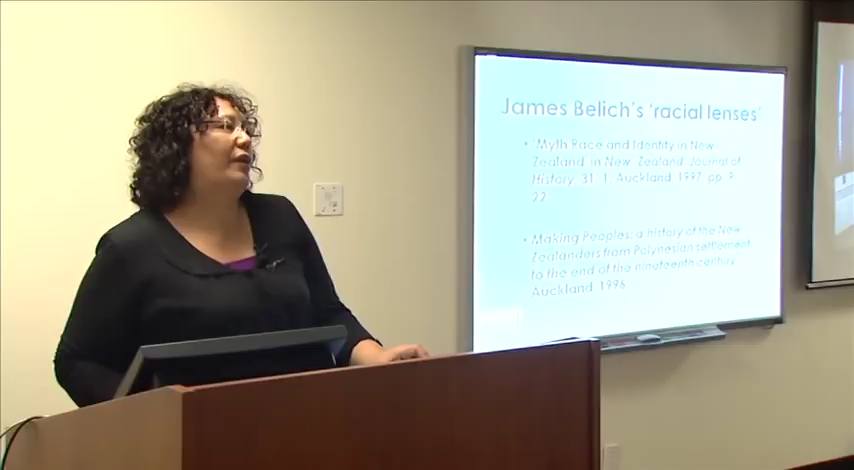 James Belich's 'racial lenses'
• 'Myth Race and Identity in New
Zealand in New Zealand Journal of
History, 31, 1, Auckland, 1997, pp. 9-
22
• Making Peoples: a history of the New
Zealanders from Polynesian settlement
to the end of the nineteenth century,
Auckland, 1996